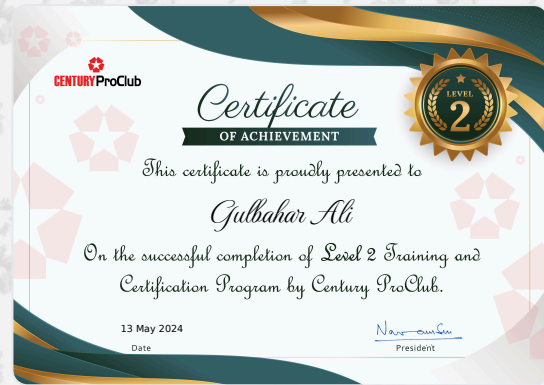 CENTURY ProClub
Certificate
OF ACHIEVEMENT
LEVEL
2
This certificate is proudly presented to
Gulbahar Ali
On the successful completion of Level 2 Training and
Certification Program by Century ProClub.
13 May 2024
Date
President